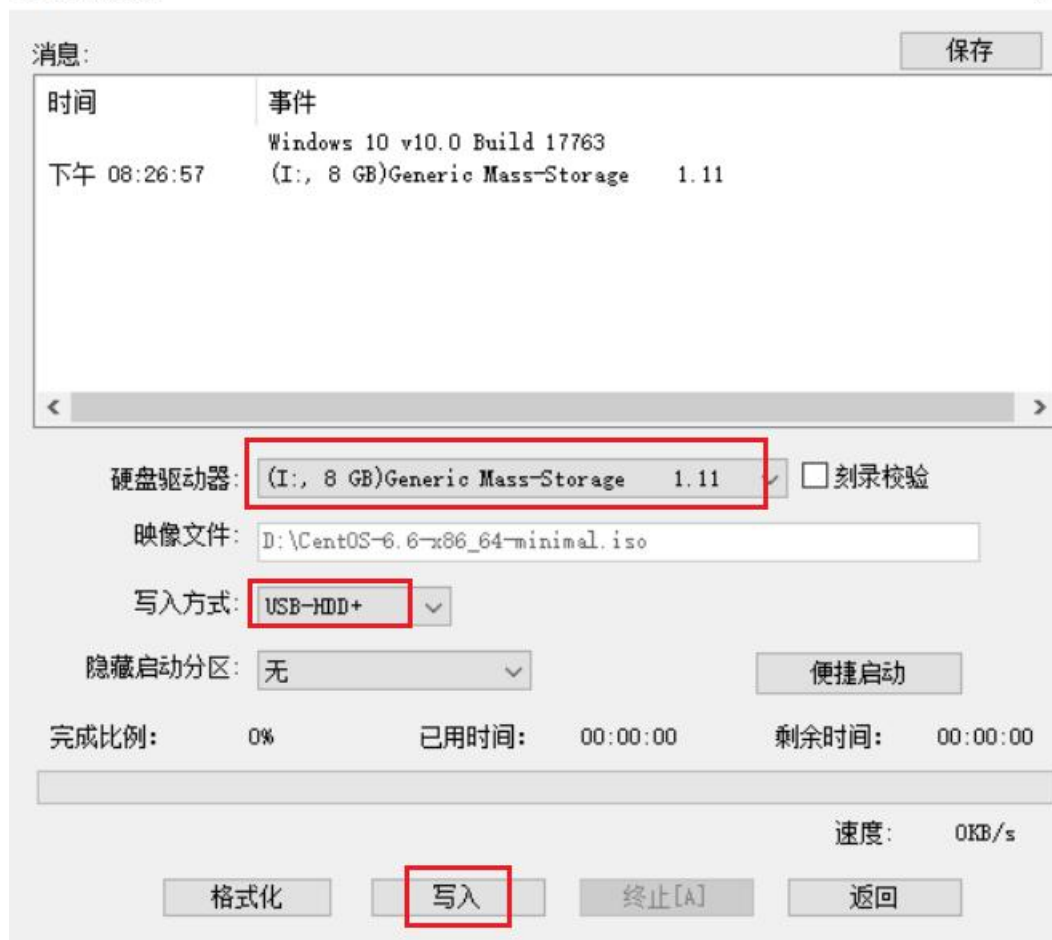 消息: 保存
时间 事件
Windows 10 v10.0 Build 17763
下午 08:26:57 (I:, 8 GB)Generic Mass-Storage 1.11
硬盘驱动器: (I:, 8 GB)Generic Mass-Storage 1.11 刻录校验
映像文件: D:\CentOS-6.6-x86_64-minimal.iso
写入方式: USB-HDD+
隐藏启动分区: 无 便捷启动
完成比例: 0% 已用时间: 00:00:00 剩余时间: 00:00:00
速度: 0KB/s
格式化 写入 终止[A] 返回